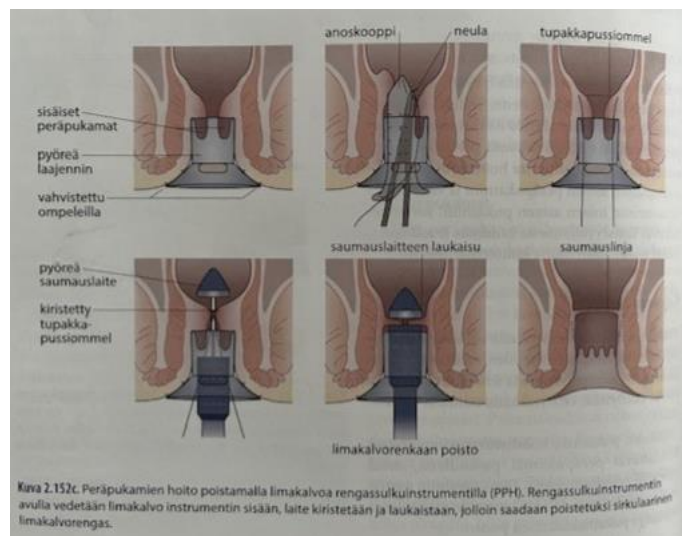 anoskooppi
neula
tupakkapussiommel
sisäiset
peräpukamat
pyöreä
laajennin
vahvistettu
ompeleilla
pyöreä
saumauslaite
kiristetty
tupakka-
pussiommel
saumauslaitteen laukaisu
saumauslinja
limakalvorenkaan poisto
Kuva 2.152c. Peräpukamien hoito poistamalla limakalvoa rengassulkuinstrumentilla (PPH). Rengassulkuinstrumentin
avulla vedetään limakalvo instrumentin sisään, laite kiristetään ja laukaistaan, jolloin saadaan poistetuksi sirkulaarinen
limakalvorengas.